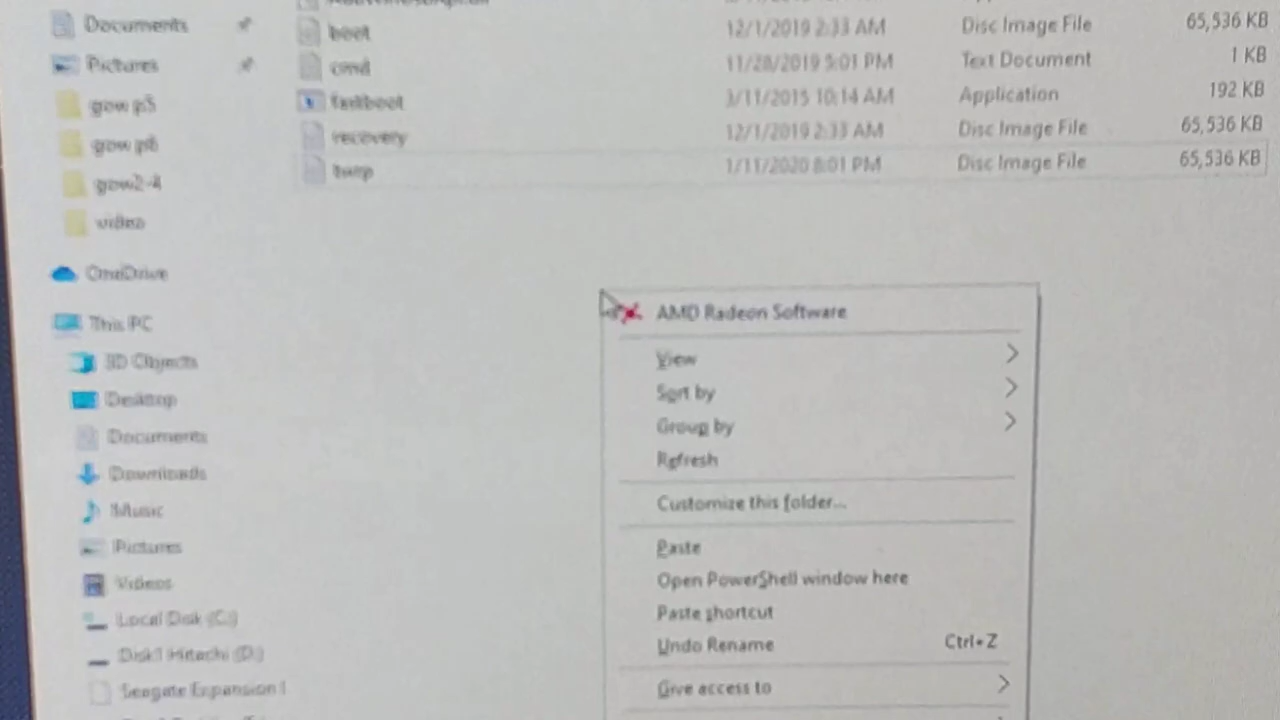 Documents
Pictures
gow p5
gow p6
gow2-4
video
OneDrive
This PC
3D Objects
Desktop
Documents
Downloads
Music
Pictures
Videos
Local Disk (C:)
Disk1 Hitachi (D:)
Seagate Expansion
boot 12/1/2019 2:33 AM Disc Image File 65,536 KB
cmd 11/28/2019 5:01 PM Text Document 1 KB
fastboot 3/11/2015 10:14 AM Application 192 KB
recovery 12/1/2019 2:33 AM Disc Image File 65,536 KB
twrp 1/11/2020 8:01 PM Disc Image File 65,536 KB
AMD Radeon Software
View
Sort by
Group by
Refresh
Customize this folder...
Paste
Open PowerShell window here
Paste shortcut
Undo Rename Ctrl+Z
Give access to